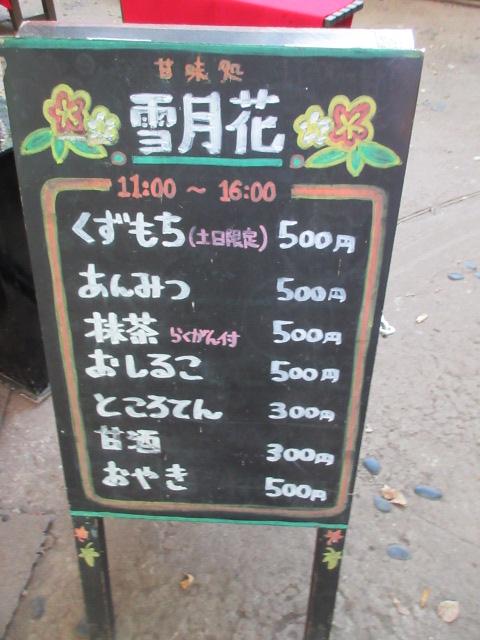 甘味処
雪月花
11:00 ～ 16:00
くずもち(土日限定) 500円
あんみつ 500円
抹茶 らくがん付 500円
おしるこ 500円
ところてん 300円
甘酒 300円
おやき 500円